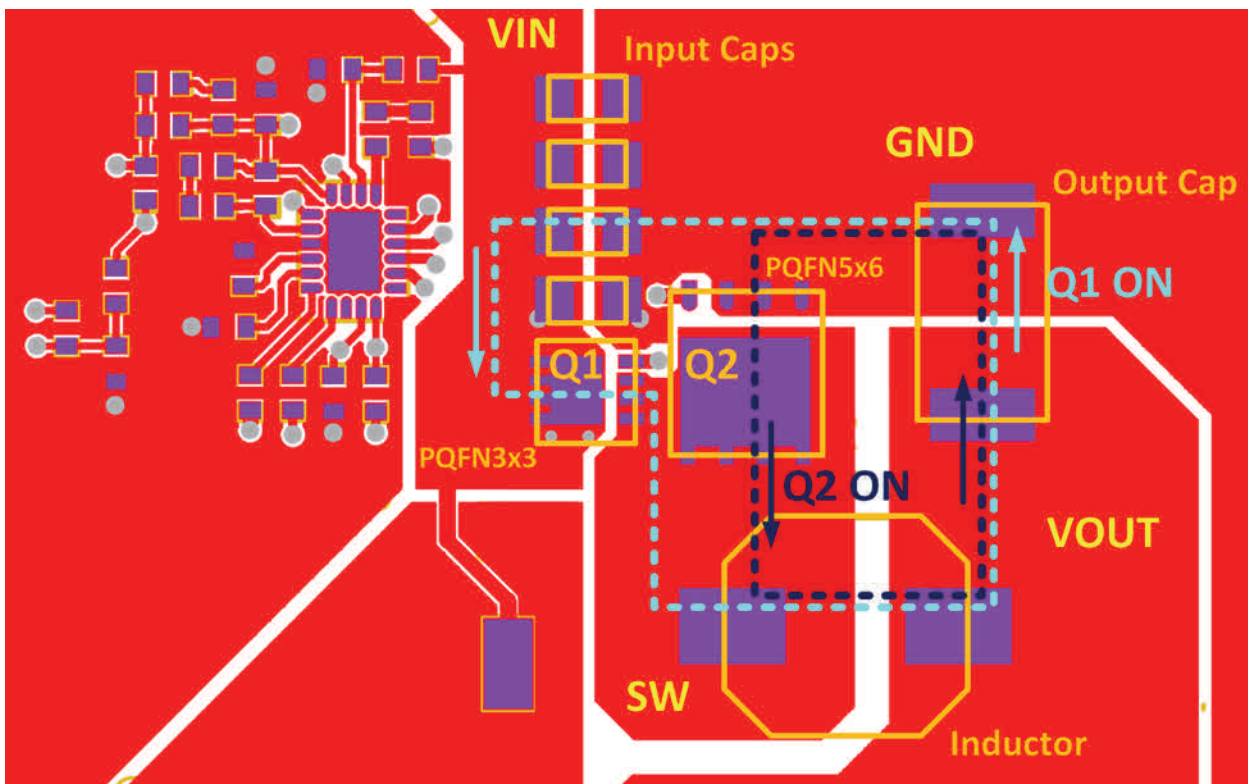 VIN
Input Caps
GND
Output Cap
PQFN5x6
Q1 ON
Q1
Q2
PQFN3x3
Q2 ON
VOUT
SW
Inductor